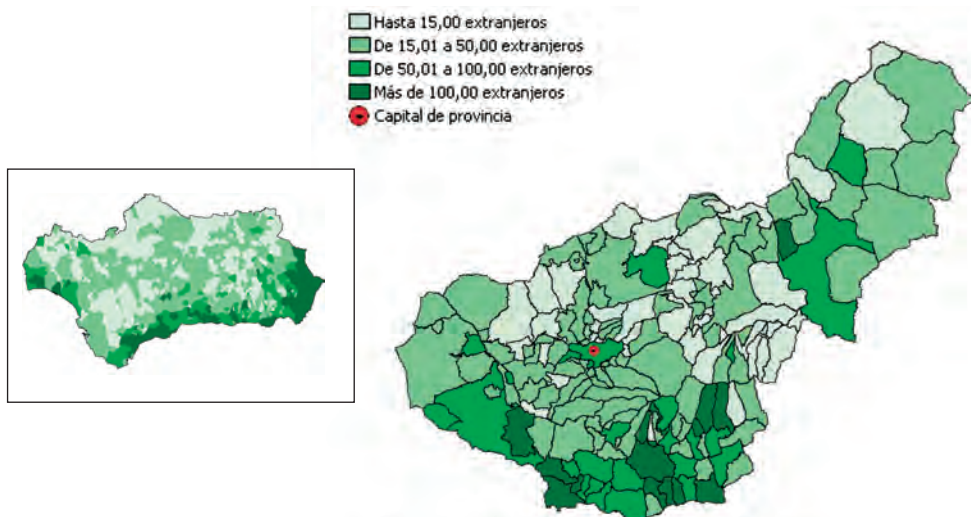 Hasta 15,00 extranjeros
De 15,01 a 50,00 extranjeros
De 50,01 a 100,00 extranjeros
Más de 100,00 extranjeros
Capital de provincia